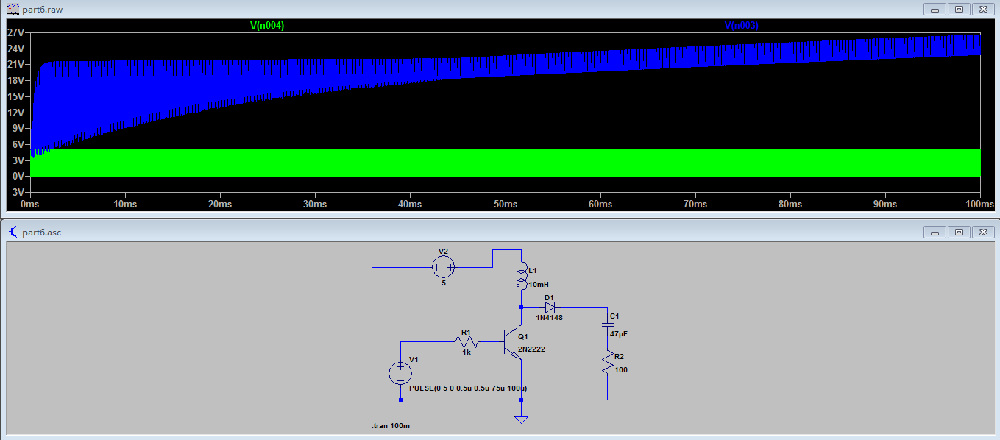 part6.raw
V(n004) V(n003)
27V
24V
21V
18V
15V
12V
9V
6V
3V
0V
-3V
0ms 10ms 20ms 30ms 40ms 50ms 60ms 70ms 80ms 90ms 100ms
part6.asc
V2
5
L1
10mH
D1
1N4148
C1
47µF
R1
1k
Q1
2N2222
R2
100
V1
PULSE(0 5 0 0.5u 0.5u 75u 100u)
.tran 100m